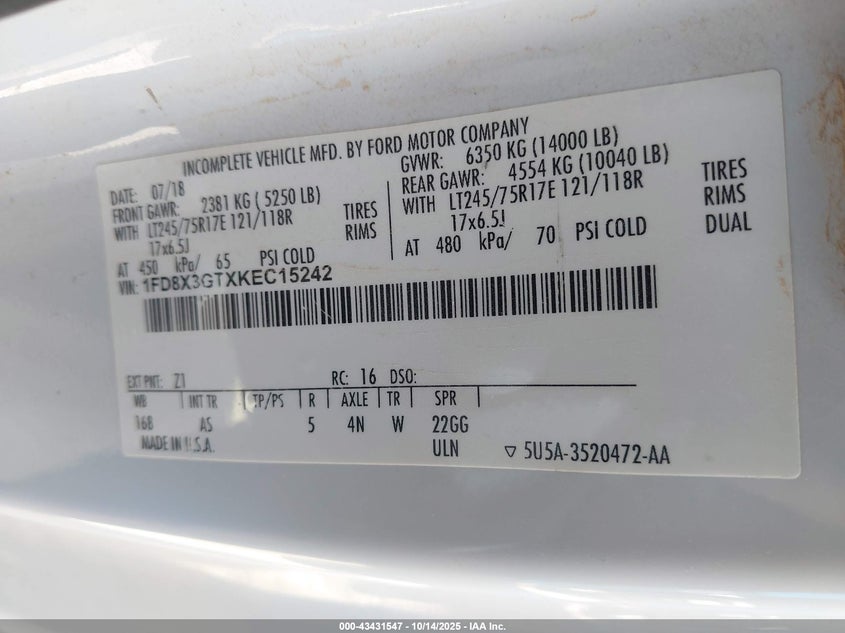 INCOMPLETE VEHICLE MFD. BY FORD MOTOR COMPANY
DATE: 07/18 GVWR: 6350 KG (14000 LB)
FRONT GAWR: 2381 KG ( 5250 LB) REAR GAWR: 4554 KG (10040 LB)
WITH LT245/75R17E 121/118R TIRES WITH LT245/75R17E 121/118R TIRES
17x6.5J RIMS 17x6.5J RIMS
AT 450 kPa/ 65 PSI COLD AT 480 kPa/ 70 PSI COLD DUAL
VIN: 1FD8X3GTXKEC15242
EXT PNT: Z1 RC: 16 DSO:
WB INT TR TP/PS R AXLE TR SPR
168 AS 5 4N W 22GG
MADE IN U.S.A. ULN ▽ 5U5A-3520472-AA
000-43431547 | 10/14/2025 - IAA Inc.